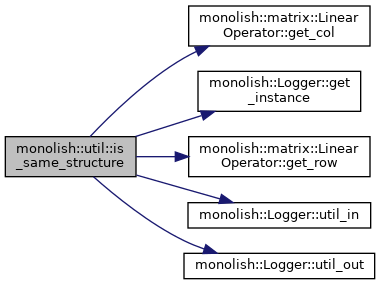 monolish::matrix::Linear
Operator::get_col
monolish::Logger::get
_instance
monolish::util::is
_same_structure
monolish::matrix::Linear
Operator::get_row
monolish::Logger::util_in
monolish::Logger::util_out